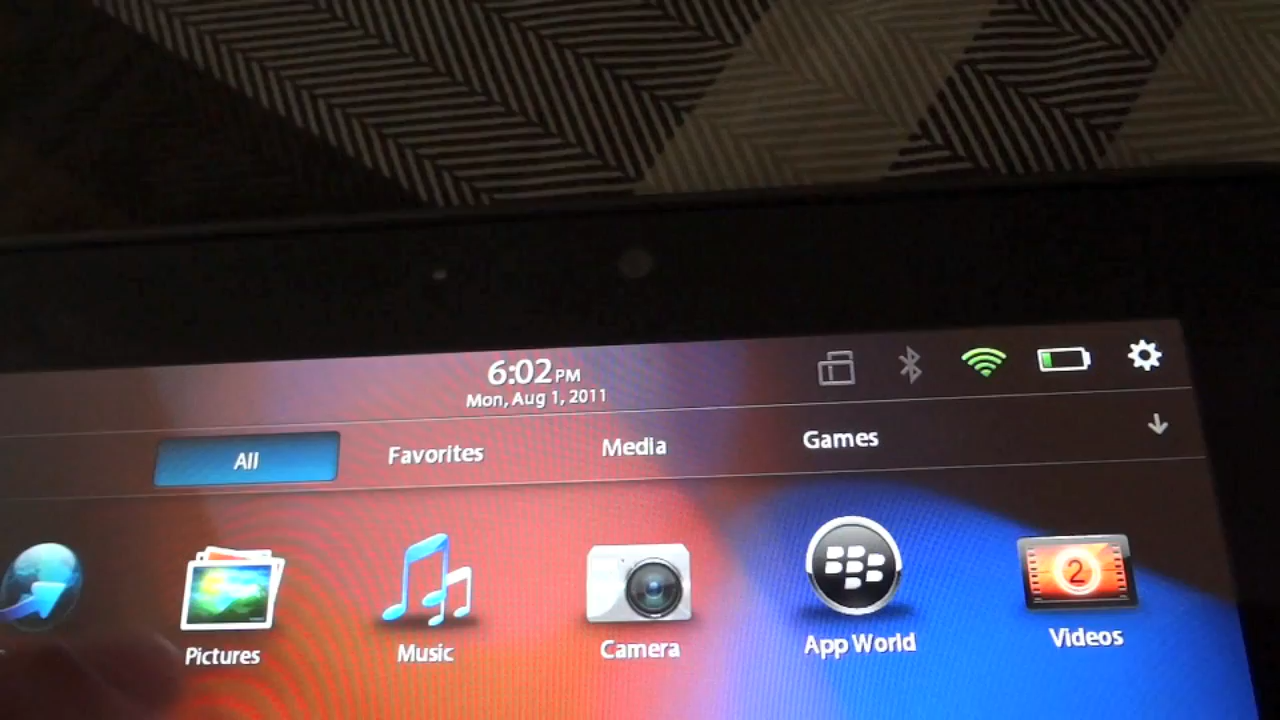 6:02 PM
Mon, Aug 1, 2011
All
Favorites
Media
Games
2
Pictures
Music
Camera
App World
Videos